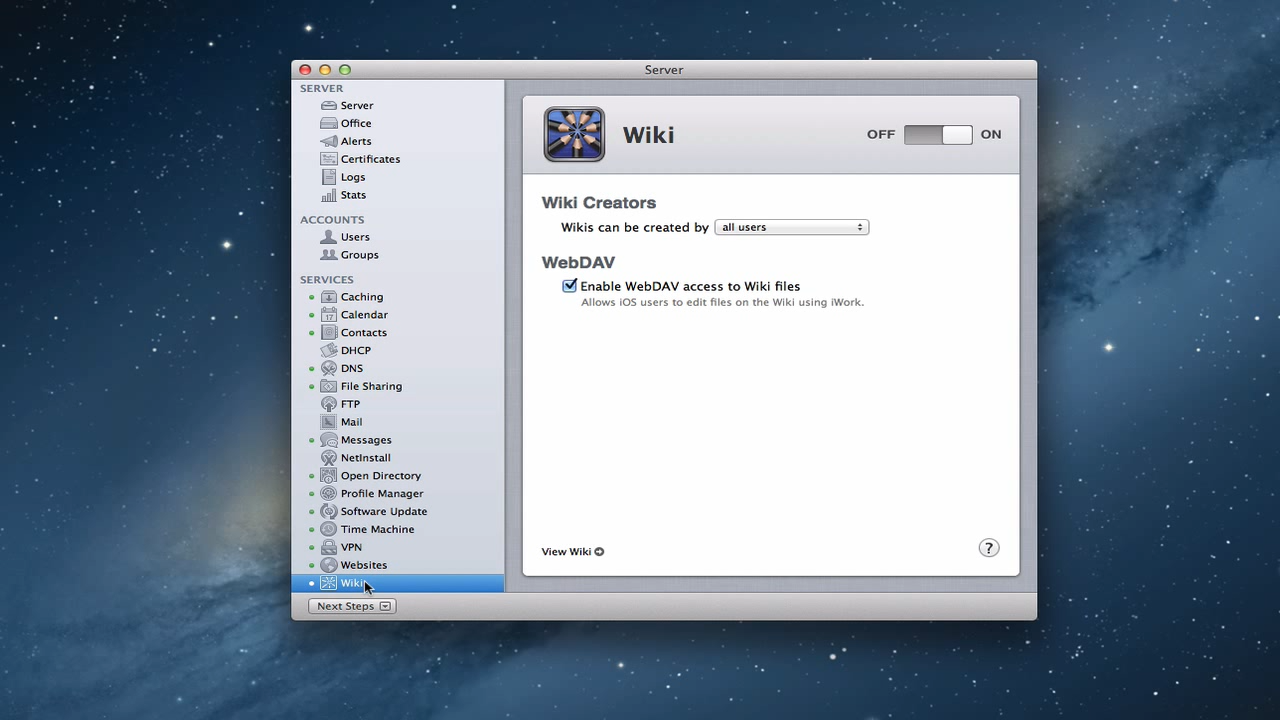 Server
SERVER
Server
Office
Alerts
Certificates
Logs
Stats
ACCOUNTS
Users
Groups
SERVICES
Caching
17 Calendar
Contacts
DHCP
DNS
File Sharing
FTP
Mail
Messages
NetInstall
Open Directory
Profile Manager
Software Update
Time Machine
VPN
Websites
Wiki
Next Steps
Wiki
OFF ON
Wiki Creators
Wikis can be created by all users
WebDAV
Enable WebDAV access to Wiki files
Allows iOS users to edit files on the Wiki using iWork.
View Wiki
?